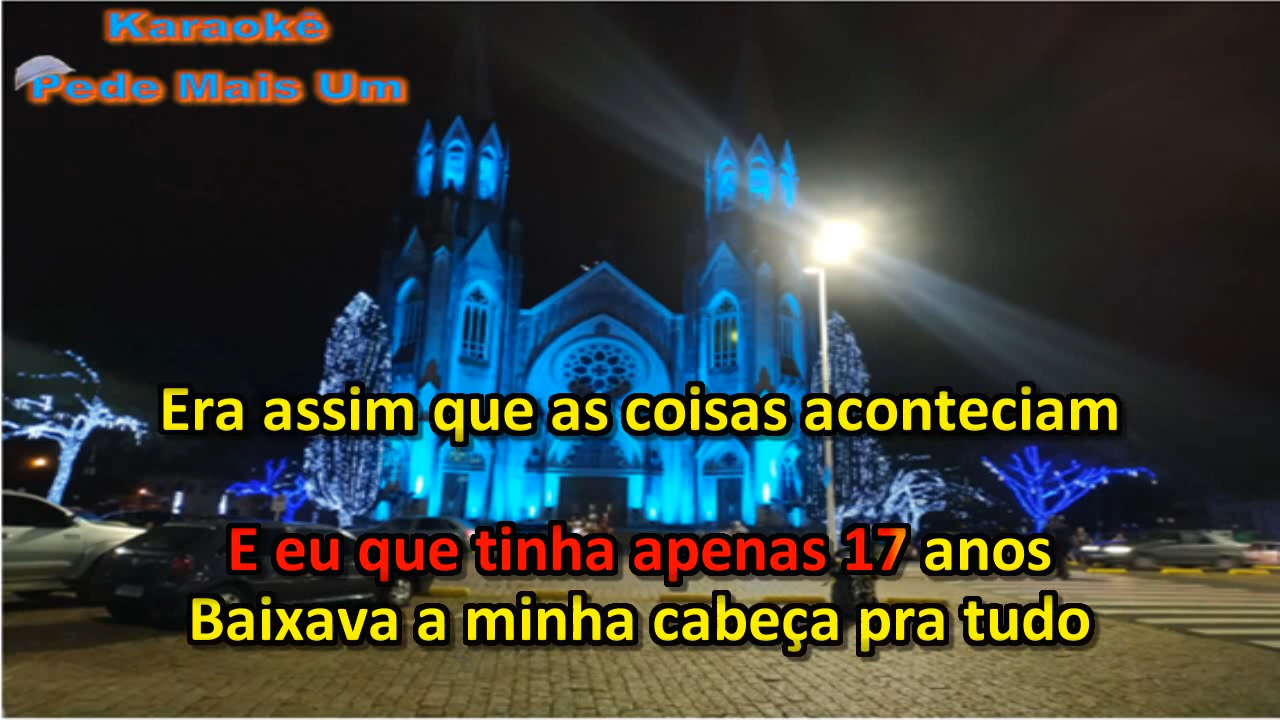 Karaokê
Pede Mais Um
Era assim que as coisas aconteciam
E eu que tinha apenas 17 anos
Baixava a minha cabeça pra tudo